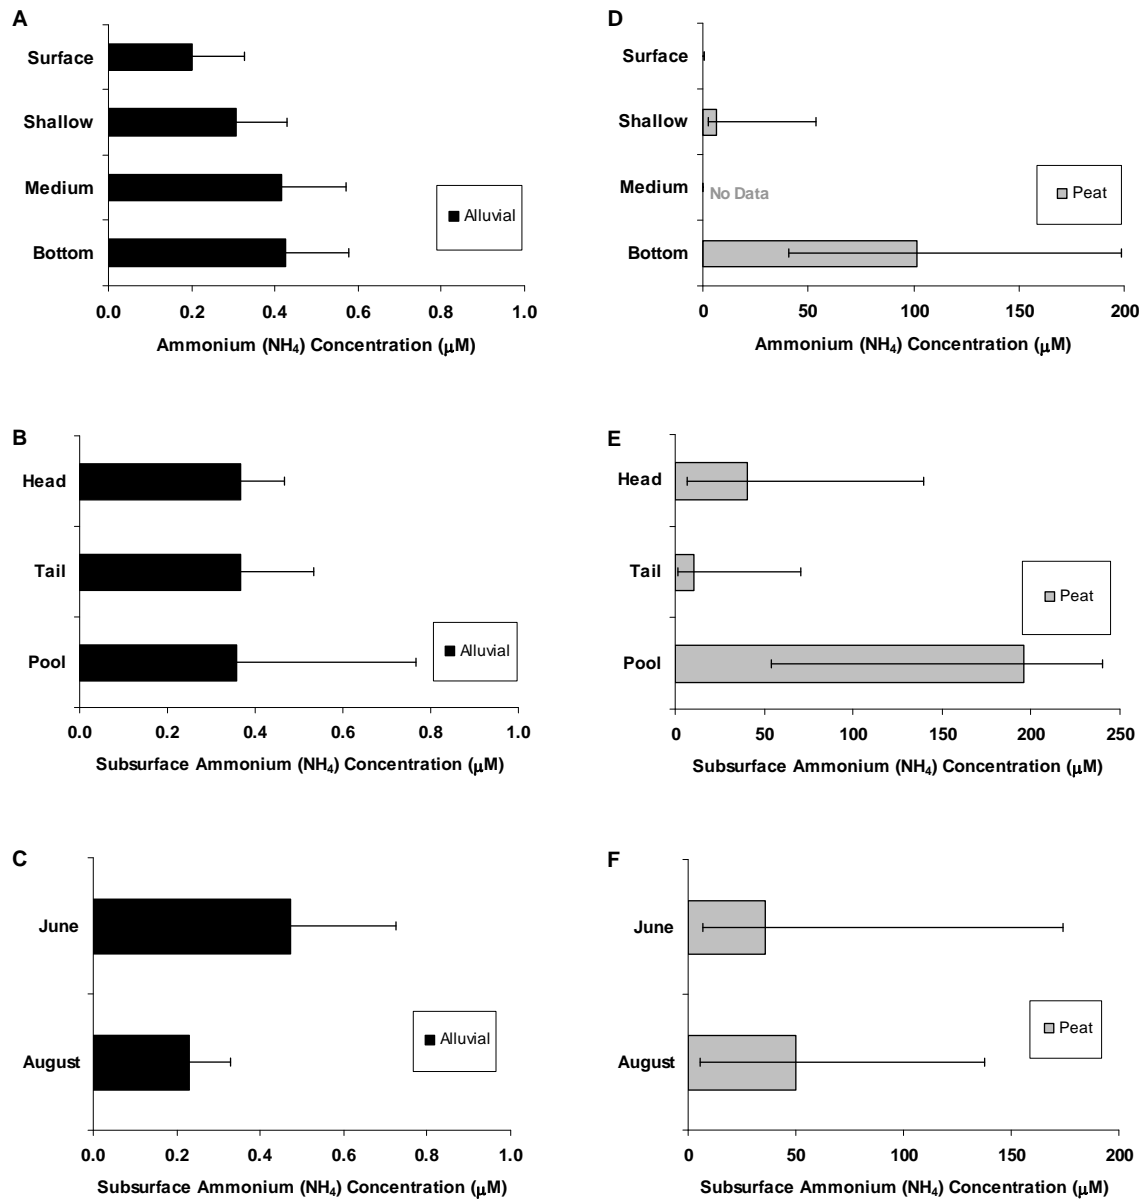 A
Surface
Shallow
Medium
Bottom
Alluvial
0.0 0.2 0.4 0.6 0.8 1.0
Ammonium (NH₄) Concentration (μM)
D
Surface
Shallow
Medium
No Data
Bottom
Peat
0 50 100 150 200
Ammonium (NH₄) Concentration (μM)
B
Head
Tail
Pool
Alluvial
0.0 0.2 0.4 0.6 0.8 1.0
Subsurface Ammonium (NH₄) Concentration (μM)
E
Head
Tail
Pool
Peat
0 50 100 150 200 250
Subsurface Ammonium (NH₄) Concentration (μM)
C
June
August
Alluvial
0.0 0.2 0.4 0.6 0.8 1.0
Subsurface Ammonium (NH₄) Concentration (μM)
F
June
August
Peat
0 50 100 150 200
Subsurface Ammonium (NH₄) Concentration (μM)